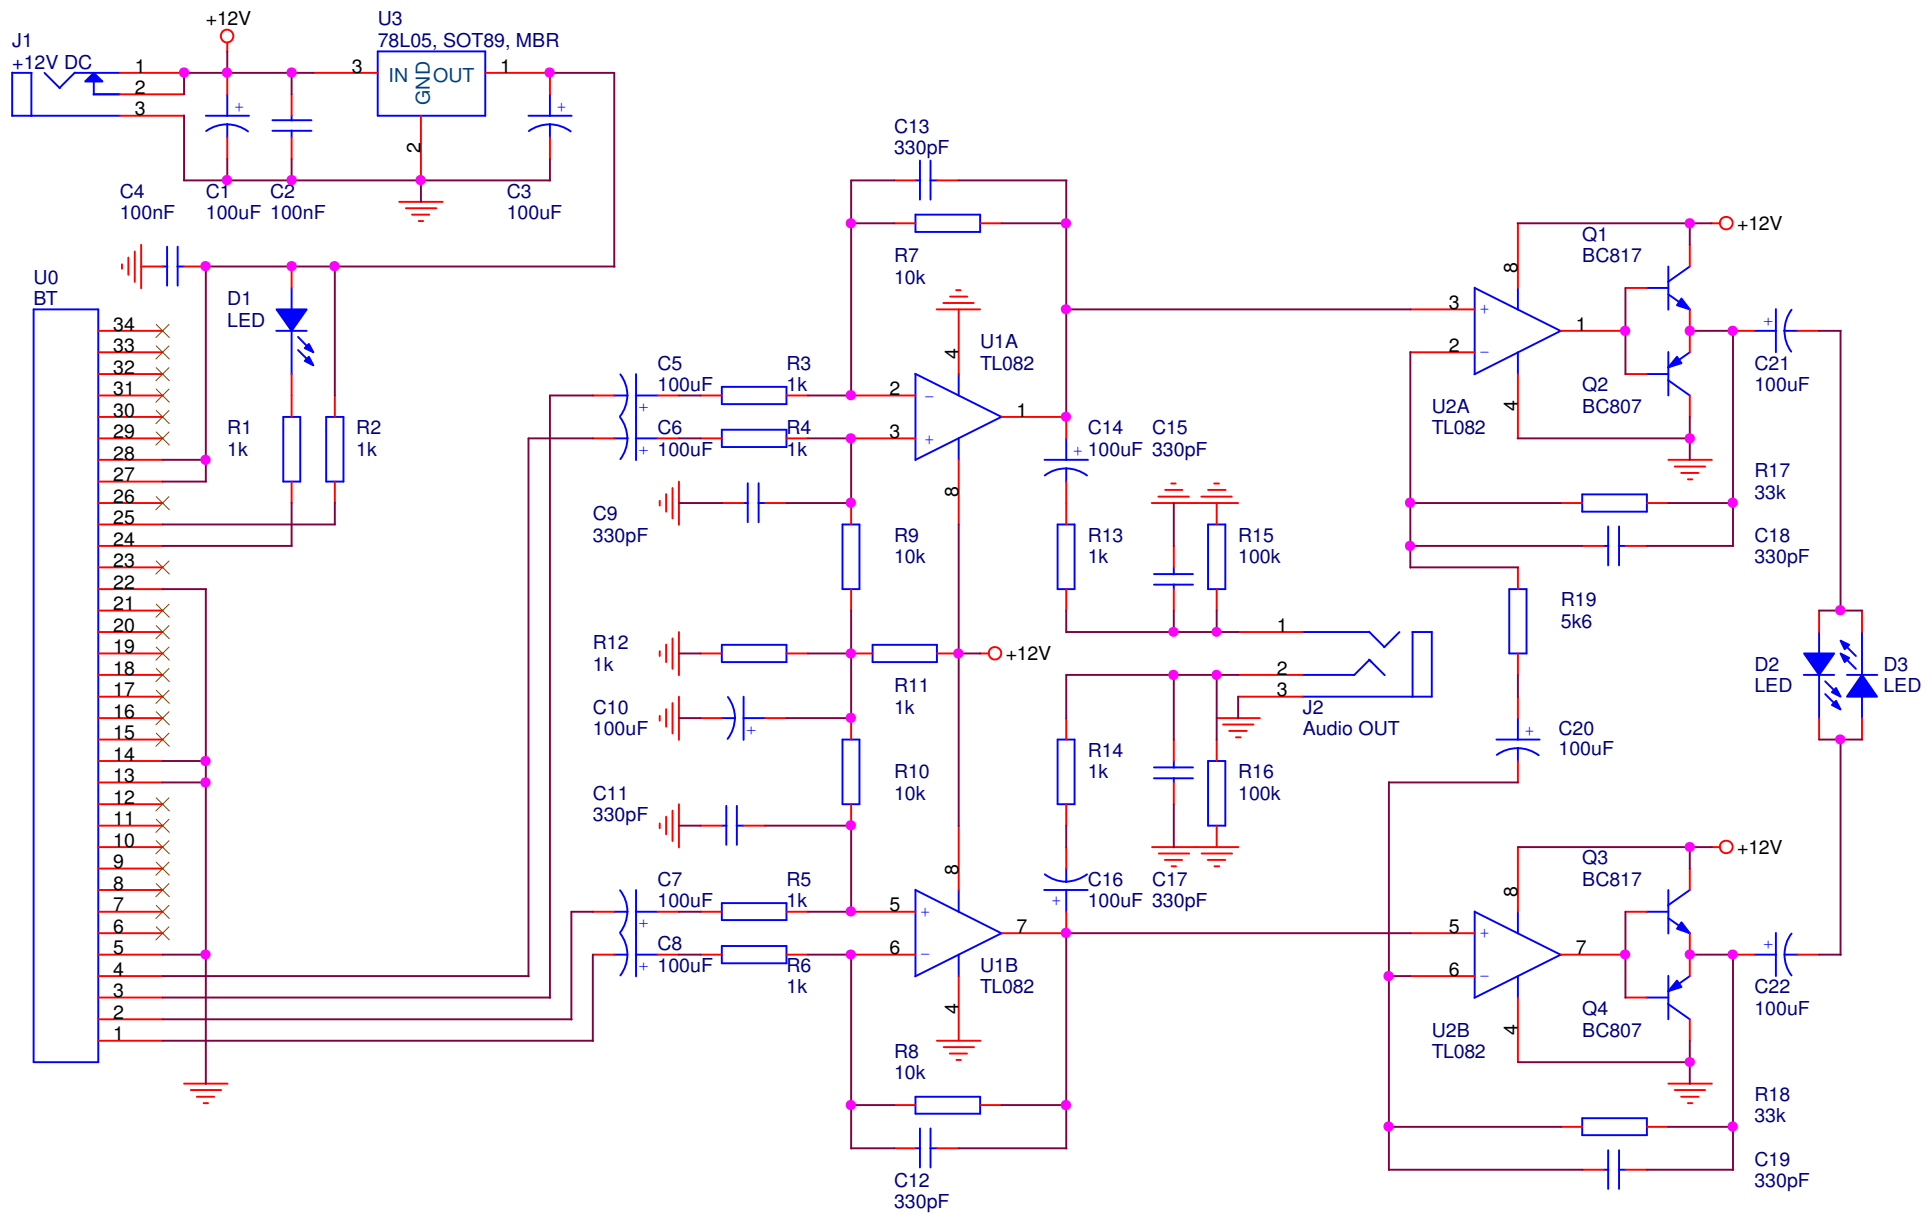 J1
+12V DC
1
2
3
+12V
U3
78L05, SOT89, MBR
3
IN
GND
OUT
1
2
C4
100nF
C1
100uF
C2
100nF
C3
100uF
+
+
U0
BT
34
33
32
31
30
29
28
27
26
25
24
23
22
21
20
19
18
17
16
15
14
13
12
11
10
9
8
7
6
5
4
3
2
1
D1
LED
R1
1k
R2
1k
C5
100uF
+
C6
100uF
+
R3
1k
R4
1k
C13
330pF
R7
10k
U1A
TL082
4
2
−
3
+
1
8
C9
330pF
R9
10k
R12
1k
R11
1k
+12V
C10
100uF
+
R10
10k
C11
330pF
C7
100uF
+
C8
100uF
+
R5
1k
R6
1k
8
5
+
6
−
7
4
U1B
TL082
R8
10k
C12
330pF
C14
100uF
+
C15
330pF
R13
1k
R15
100k
1
2
3
J2
Audio OUT
R14
1k
R16
100k
C16
100uF
+
C17
330pF
+12V
Q1
BC817
8
3
+
2
−
1
4
U2A
TL082
Q2
BC807
+
C21
100uF
R17
33k
C18
330pF
R19
5k6
C20
100uF
+
D2
LED
D3
LED
+12V
Q3
BC817
8
5
+
6
−
7
4
U2B
TL082
Q4
BC807
+
C22
100uF
R18
33k
C19
330pF